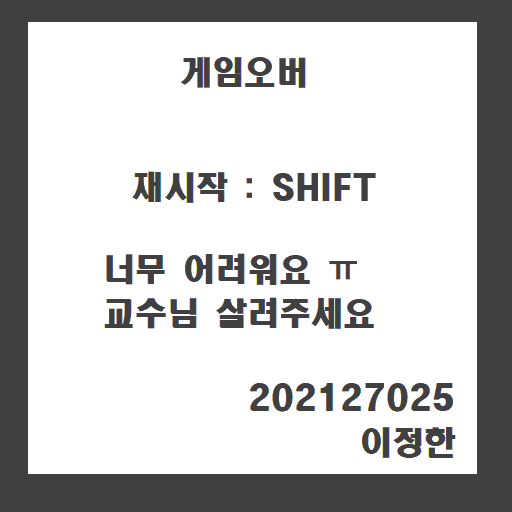 게임오버
재시작 : SHIFT
너무 어려워요 ㅠ
교수님 살려주세요
202127025
이정한